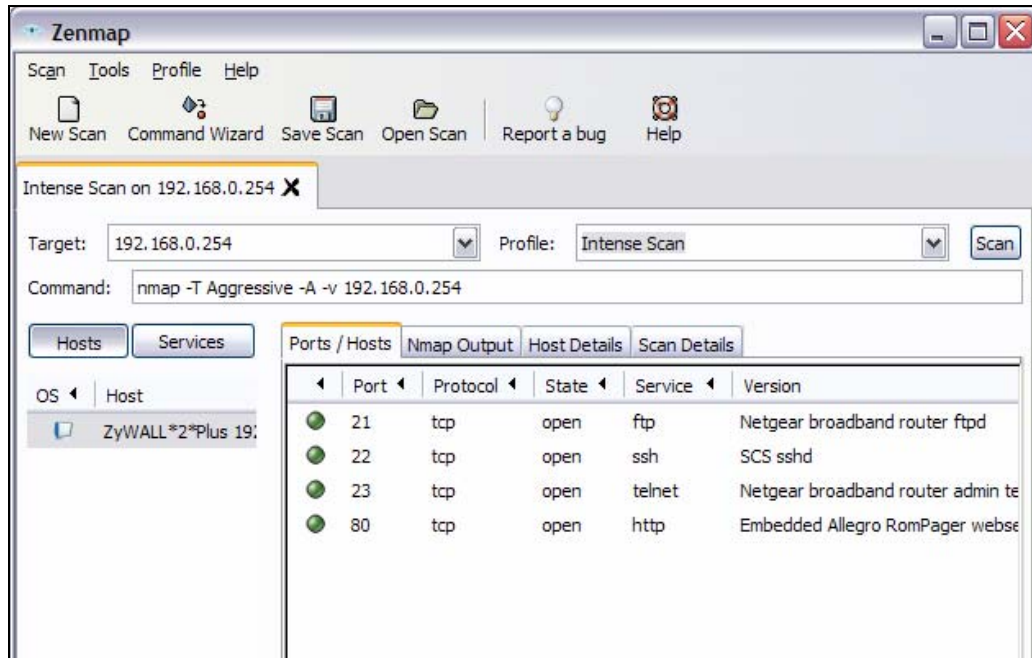 Zenmap
Scan Tools Profile Help
New Scan Command Wizard Save Scan Open Scan Report a bug Help
Intense Scan on 192.168.0.254
Target: 192.168.0.254 Profile: Intense Scan Scan
Command: nmap -T Aggressive -A -v 192.168.0.254
Hosts Services Ports / Hosts Nmap Output Host Details Scan Details
OS Host Port Protocol State Service Version
ZyWALL*2*Plus 192
21 tcp open ftp Netgear broadband router ftpd
22 tcp open ssh SCS sshd
23 tcp open telnet Netgear broadband router admin te
80 tcp open http Embedded Allegro RomPager webse